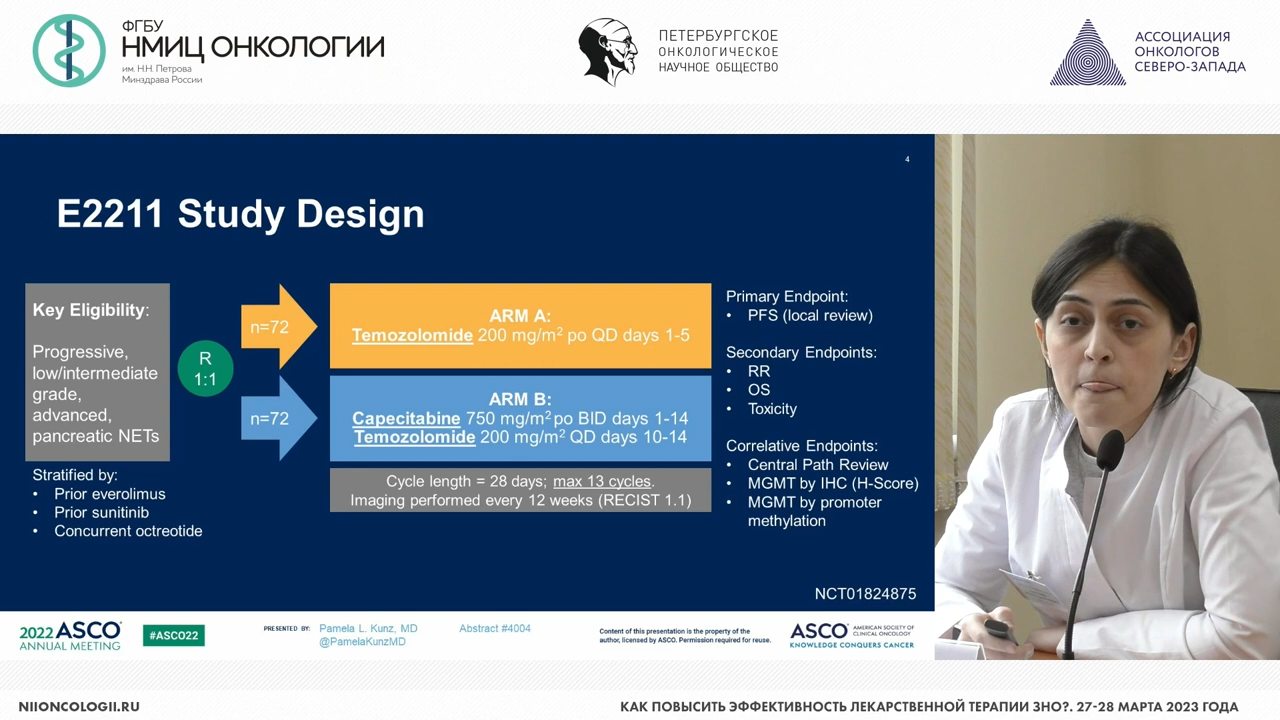 ФГБУ
НМИЦ ОНКОЛОГИИ
им. Н.Н. Петрова
Минздрава России
ПЕТЕРБУРГСКОЕ
ОНКОЛОГИЧЕСКОЕ
НАУЧНОЕ ОБЩЕСТВО
АССОЦИАЦИЯ
ОНКОЛОГОВ
СЕВЕРО-ЗАПАДА
4
E2211 Study Design
Key Eligibility:
Progressive,
low/intermediate
grade,
advanced,
pancreatic NETs
Stratified by:
• Prior everolimus
• Prior sunitinib
• Concurrent octreotide
R
1:1
n=72
n=72
ARM A:
Temozolomide 200 mg/m² po QD days 1-5
ARM B:
Capecitabine 750 mg/m² po BID days 1-14
Temozolomide 200 mg/m² QD days 10-14
Cycle length = 28 days; max 13 cycles.
Imaging performed every 12 weeks (RECIST 1.1)
Primary Endpoint:
• PFS (local review)
Secondary Endpoints:
• RR
• OS
• Toxicity
Correlative Endpoints:
• Central Path Review
• MGMT by IHC (H-Score)
• MGMT by promoter
methylation
NCT01824875
2022 ASCO
ANNUAL MEETING
#ASCO22
PRESENTED BY: Pamela L. Kunz, MD
@PamelaKunzMD
Abstract #4004
Content of this presentation is the property of the
author, licensed by ASCO. Permission required for reuse.
ASCO AMERICAN SOCIETY OF
CLINICAL ONCOLOGY
KNOWLEDGE CONQUERS CANCER
NIIONCOLOGII.RU
КАК ПОВЫСИТЬ ЭФФЕКТИВНОСТЬ ЛЕКАРСТВЕННОЙ ТЕРАПИИ ЗНО?. 27-28 МАРТА 2023 ГОДА